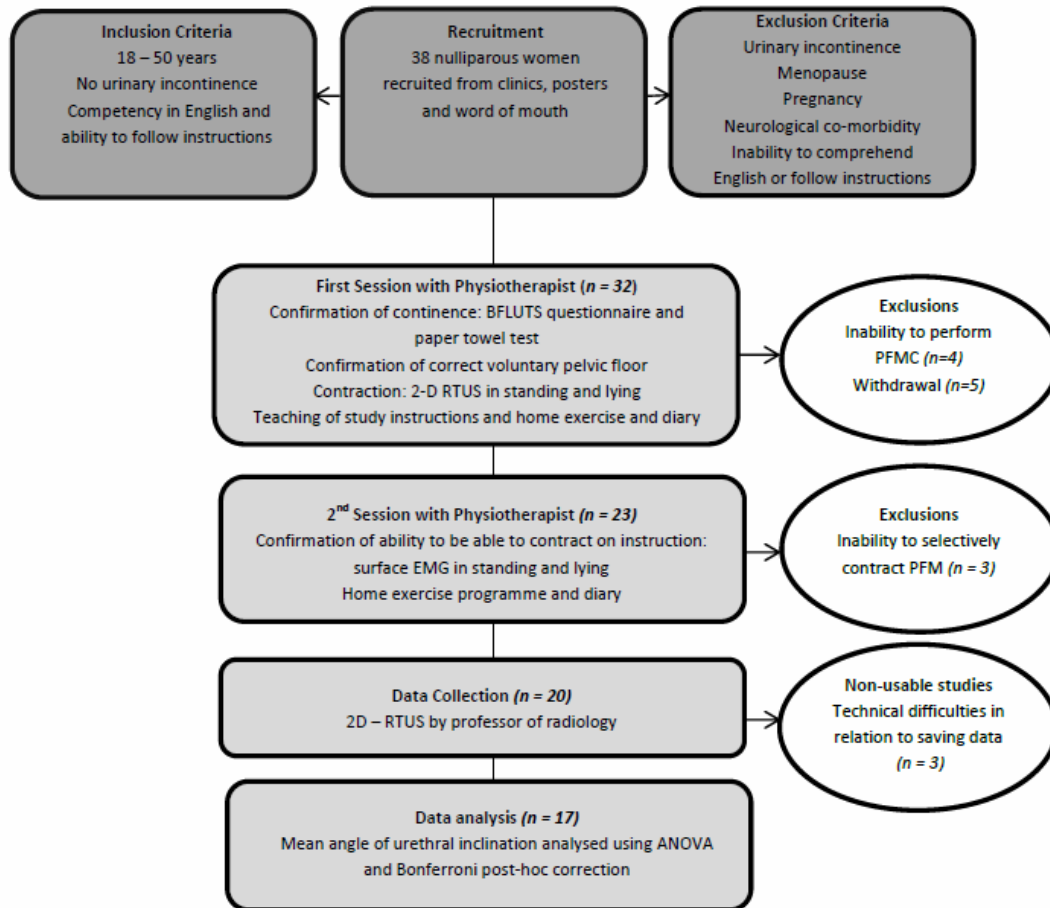 Inclusion Criteria
18 – 50 years
No urinary incontinence
Competency in English and
ability to follow instructions
Recruitment
38 nulliparous women
recruited from clinics, posters
and word of mouth
Exclusion Criteria
Urinary incontinence
Menopause
Pregnancy
Neurological co-morbidity
Inability to comprehend
English or follow instructions
First Session with Physiotherapist (n = 32)
Confirmation of continence: BFLUTS questionnaire and
paper towel test
Confirmation of correct voluntary pelvic floor
Contraction: 2-D RTUS in standing and lying
Teaching of study instructions and home exercise and diary
Exclusions
Inability to perform
PFMC (n=4)
Withdrawal (n=5)
2nd Session with Physiotherapist (n = 23)
Confirmation of ability to be able to contract on instruction:
surface EMG in standing and lying
Home exercise programme and diary
Exclusions
Inability to selectively
contract PFM (n = 3)
Data Collection (n = 20)
2D – RTUS by professor of radiology
Non-usable studies
Technical difficulties in
relation to saving data
(n = 3)
Data analysis (n = 17)
Mean angle of urethral inclination analysed using ANOVA
and Bonferroni post-hoc correction